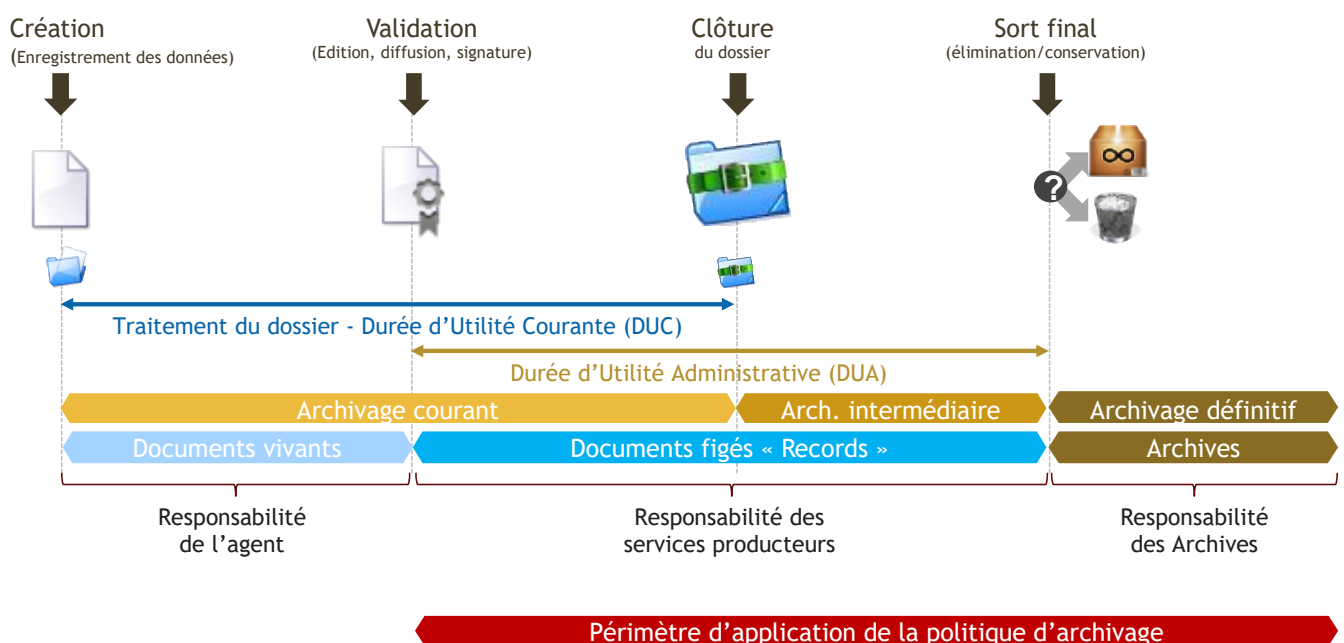 Création
(Enregistrement des données)
Validation
(Edition, diffusion, signature)
Clôture
du dossier
Sort final
(élimination/conservation)
?
∞
Traitement du dossier - Durée d’Utilité Courante (DUC)
Durée d’Utilité Administrative (DUA)
Archivage courant
Arch. intermédiaire
Archivage définitif
Documents vivants
Documents figés « Records »
Archives
Responsabilité
de l’agent
Responsabilité des
services producteurs
Responsabilité
des Archives
Périmètre d’application de la politique d’archivage